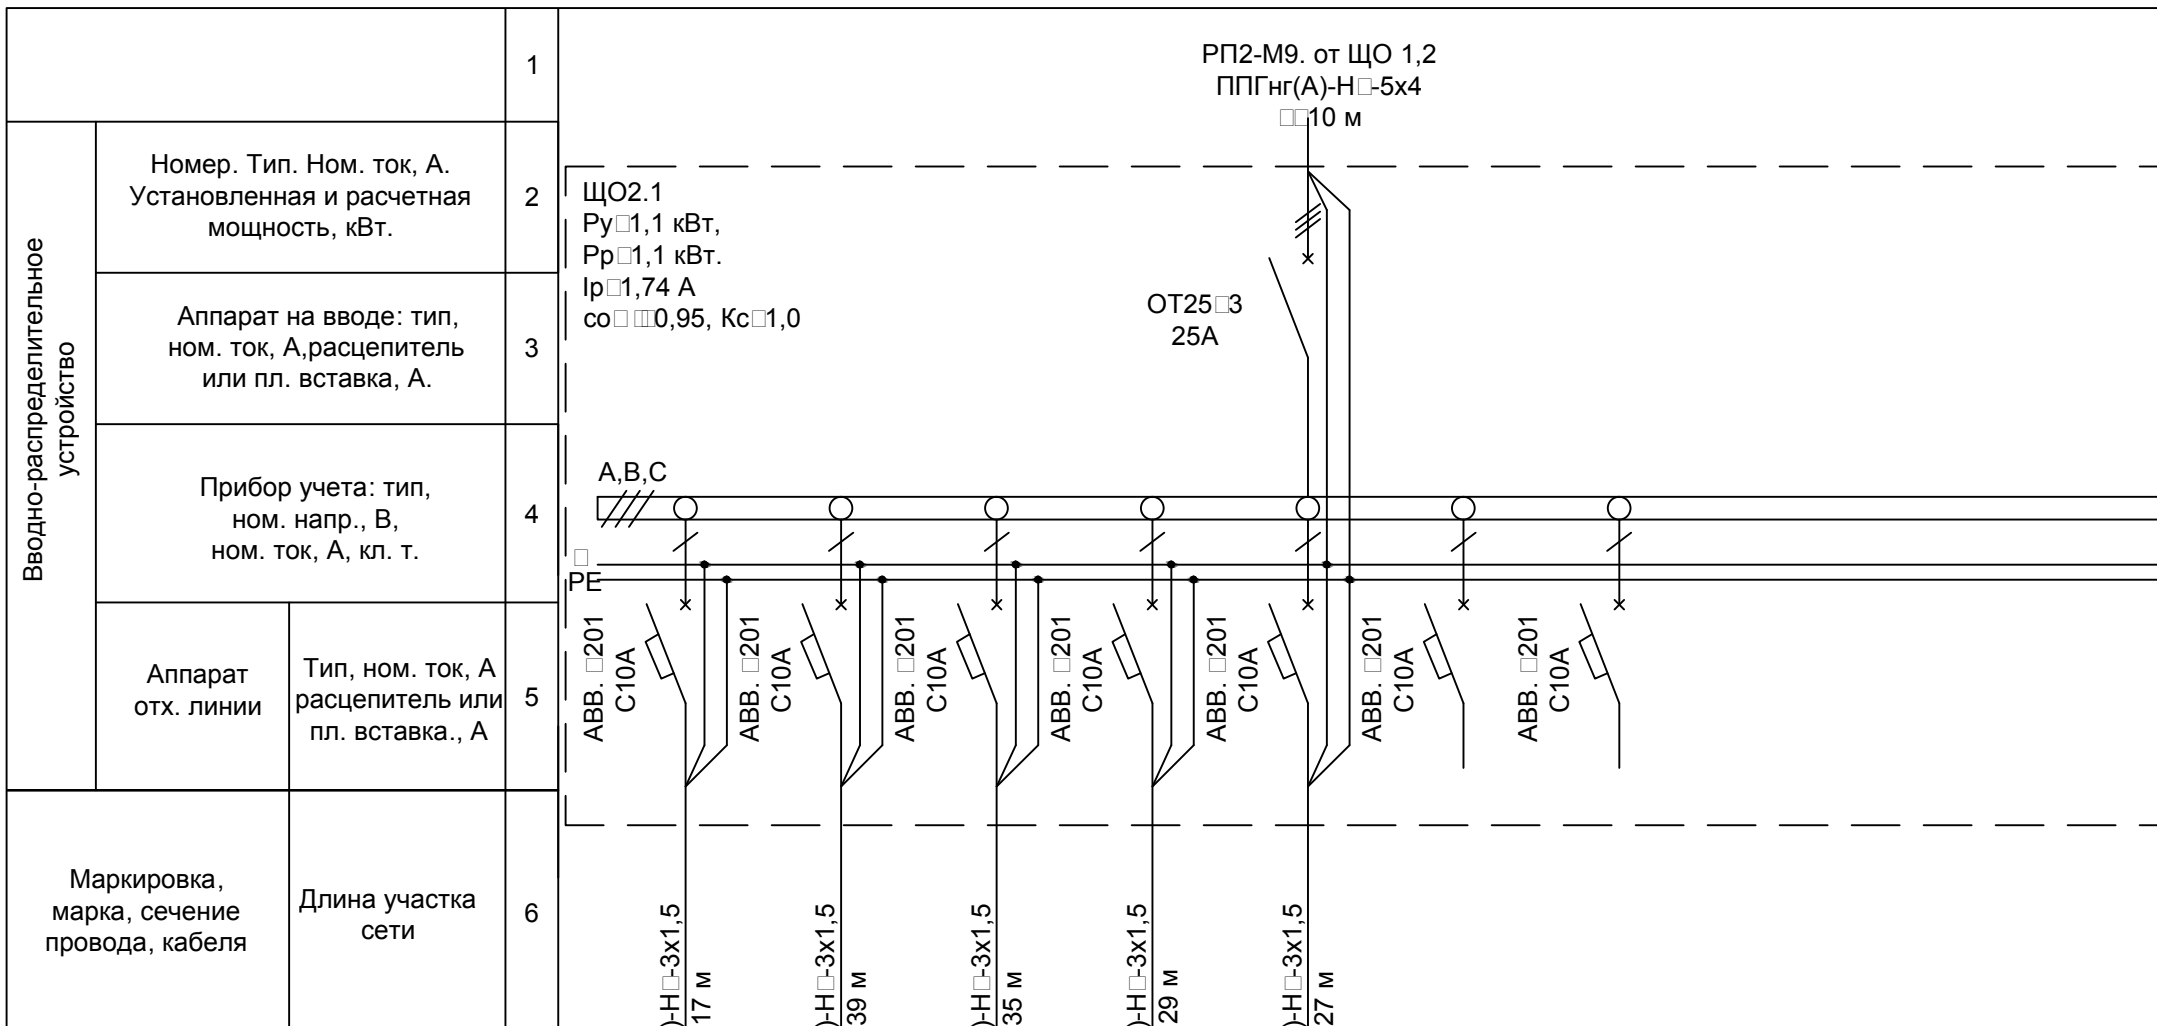 1
РП2-М9. от ЩО 1,2
ППГнг(А)-Н□-5х4
□□10 м
Вводно-распределительное
устройство
Номер. Тип. Ном. ток, А.
Установленная и расчетная
мощность, кВт.
2
ЩО2.1
Ру□1,1 кВт,
Рр□1,1 кВт.
Iр□1,74 А
со□ □□0,95, Кс□1,0
Аппарат на вводе: тип,
ном. ток, А,расцепитель
или пл. вставка, А.
3
ОТ25□3
25А
Прибор учета: тип,
ном. напр., В,
ном. ток, А, кл. т.
4
А,В,С
□
РЕ
Аппарат
отх. линии
Тип, ном. ток, А
расцепитель или
пл. вставка., А
5
АВВ. □201
С10А
АВВ. □201
С10А
АВВ. □201
С10А
АВВ. □201
С10А
АВВ. □201
С10А
АВВ. □201
С10А
АВВ. □201
С10А
Маркировка,
марка, сечение
провода, кабеля
Длина участка
сети
6
)-Н□-3х1,5
17 м
)-Н□-3х1,5
39 м
)-Н□-3х1,5
35 м
)-Н□-3х1,5
29 м
)-Н□-3х1,5
27 м